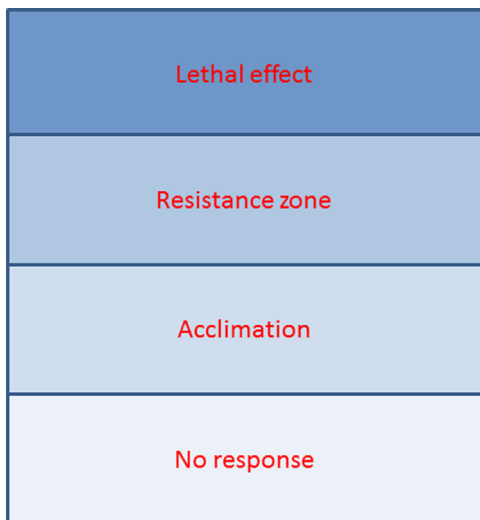 Lethal effect
Resistance zone
Acclimation
No response